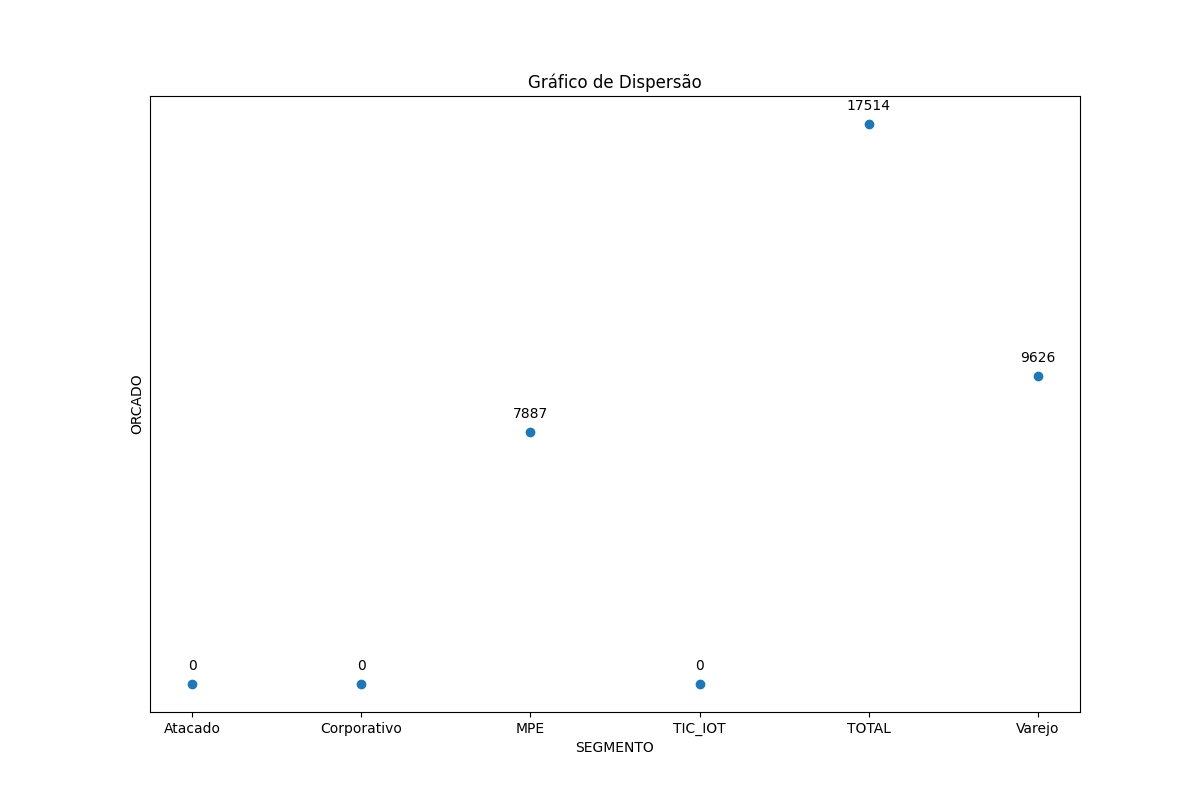 Gráfico de Dispersão
17514
9626
7887
0 0 0
ORCADO
Atacado Corporativo MPE TIC_IOT TOTAL Varejo
SEGMENTO